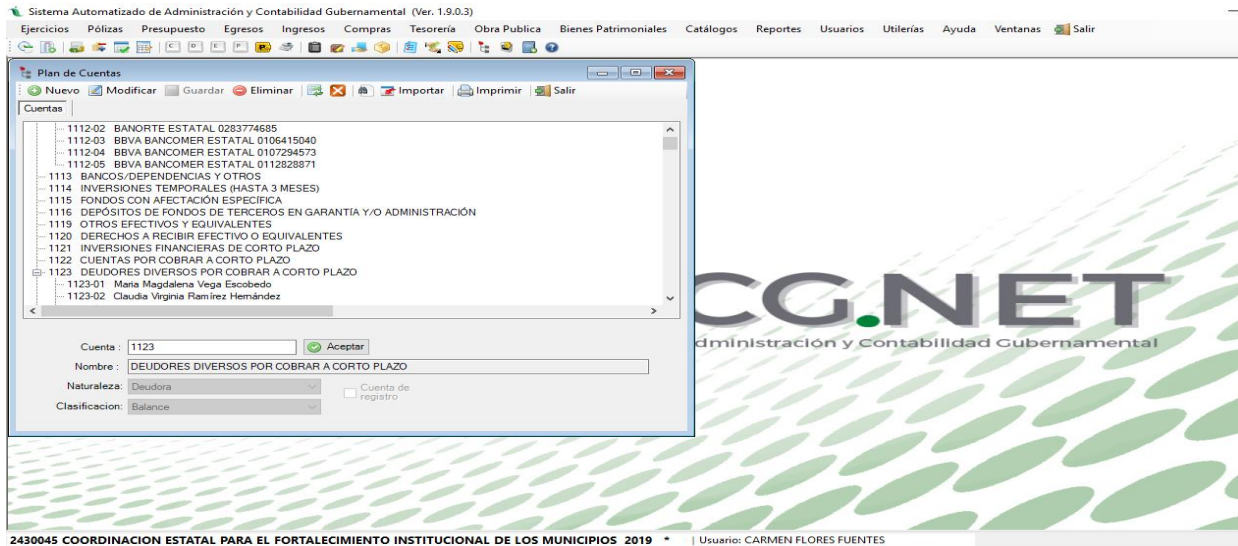 Sistema Automatizado de Administración y Contabilidad Gubernamental (Ver. 1.9.0.3)
Ejercicios Pólizas Presupuesto Egresos Ingresos Compras Tesorería Obra Publica Bienes Patrimoniales Catálogos Reportes Usuarios Utilerías Ayuda Ventanas Salir
Plan de Cuentas
Nuevo Modificar Guardar Eliminar Importar Imprimir Salir
Cuentas
1112-02 BANORTE ESTATAL 0283774685
1112-03 BBVA BANCOMER ESTATAL 0106415040
1112-04 BBVA BANCOMER ESTATAL 0107294573
1112-05 BBVA BANCOMER ESTATAL 0112828871
1113 BANCOS/DEPENDENCIAS Y OTROS
1114 INVERSIONES TEMPORALES (HASTA 3 MESES)
1115 FONDOS CON AFECTACIÓN ESPECÍFICA
1116 DEPÓSITOS DE FONDOS DE TERCEROS EN GARANTÍA Y/O ADMINISTRACIÓN
1119 OTROS EFECTIVOS Y EQUIVALENTES
1120 DERECHOS A RECIBIR EFECTIVO O EQUIVALENTES
1121 INVERSIONES FINANCIERAS DE CORTO PLAZO
1122 CUENTAS POR COBRAR A CORTO PLAZO
1123 DEUDORES DIVERSOS POR COBRAR A CORTO PLAZO
1123-01 Maria Magdalena Vega Escobedo
1123-02 Claudia Virginia Ramírez Hernández
Cuenta : 1123 Aceptar
Nombre : DEUDORES DIVERSOS POR COBRAR A CORTO PLAZO
Naturaleza: Deudora Cuenta de registro
Clasificacion: Balance
CG.NET
dministración y Contabilidad Gubernamental
2430045 COORDINACION ESTATAL PARA EL FORTALECIMIENTO INSTITUCIONAL DE LOS MUNICIPIOS 2019 * | Usuario: CARMEN FLORES FUENTES